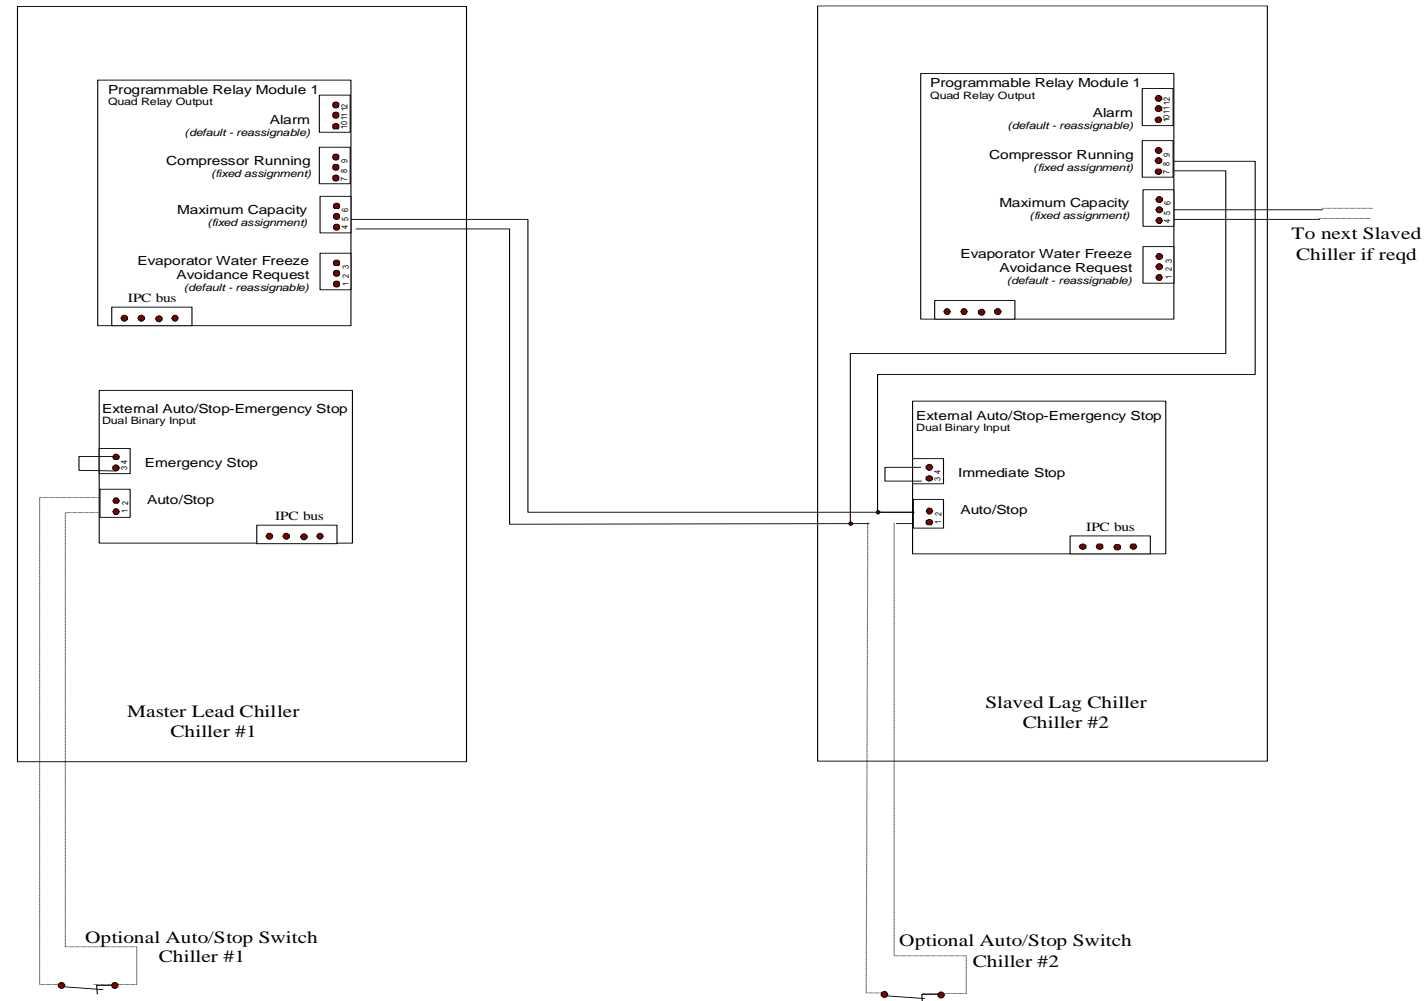 Programmable Relay Module 1
Quad Relay Output
Alarm
(default - reassignable)
10 11 12
Compressor Running
(fixed assignment)
7 8 9
Maximum Capacity
(fixed assignment)
4 5 6
Evaporator Water Freeze
Avoidance Request
(default - reassignable)
1 2 3
IPC bus
External Auto/Stop-Emergency Stop
Dual Binary Input
Emergency Stop
3 4
Auto/Stop
1 2
IPC bus
Master Lead Chiller
Chiller #1
Optional Auto/Stop Switch
Chiller #1
Programmable Relay Module 1
Quad Relay Output
Alarm
(default - reassignable)
10 11 12
Compressor Running
(fixed assignment)
7 8 9
Maximum Capacity
(fixed assignment)
4 5 6
Evaporator Water Freeze
Avoidance Request
(default - reassignable)
1 2 3
To next Slaved
Chiller if reqd
External Auto/Stop-Emergency Stop
Dual Binary Input
Immediate Stop
3 4
Auto/Stop
1 2
IPC bus
Slaved Lag Chiller
Chiller #2
Optional Auto/Stop Switch
Chiller #2